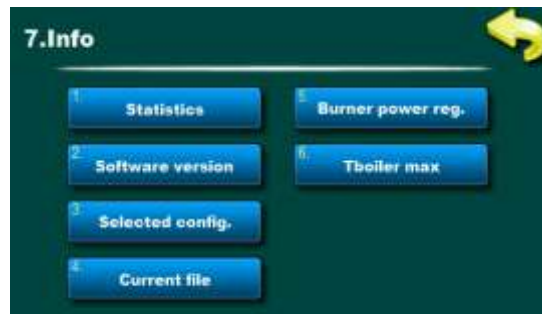 7.Info
1.
Statistics
2.
Software version
3.
Selected config.
4.
Current file
5.
Burner power reg.
6.
Tboiler max